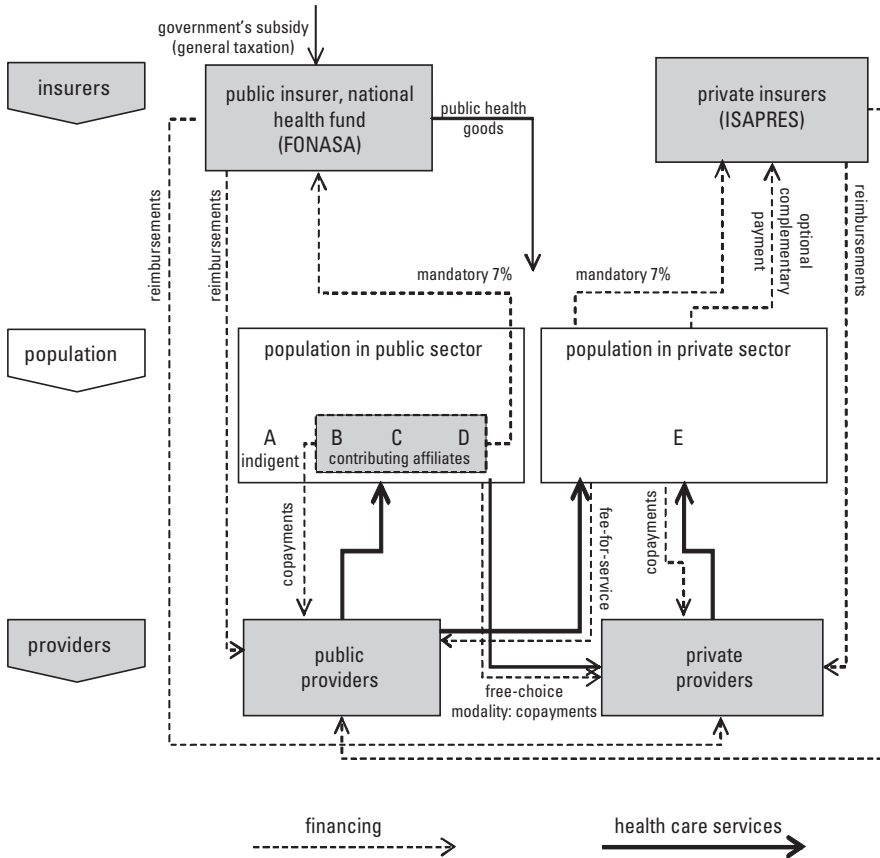 government's subsidy
(general taxation)
insurers
public insurer, national
health fund
(FONASA)
public health
goods
private insurers
(ISAPRES)
reimbursements
reimbursements
mandatory 7%
mandatory 7%
optional
complementary
payment
reimbursements
population
population in public sector
population in private sector
A
indigent
B C D
contributing affiliates
E
copayments
fee-for-service
copayments
providers
public
providers
free-choice
modality: copayments
private
providers
financing
health care services